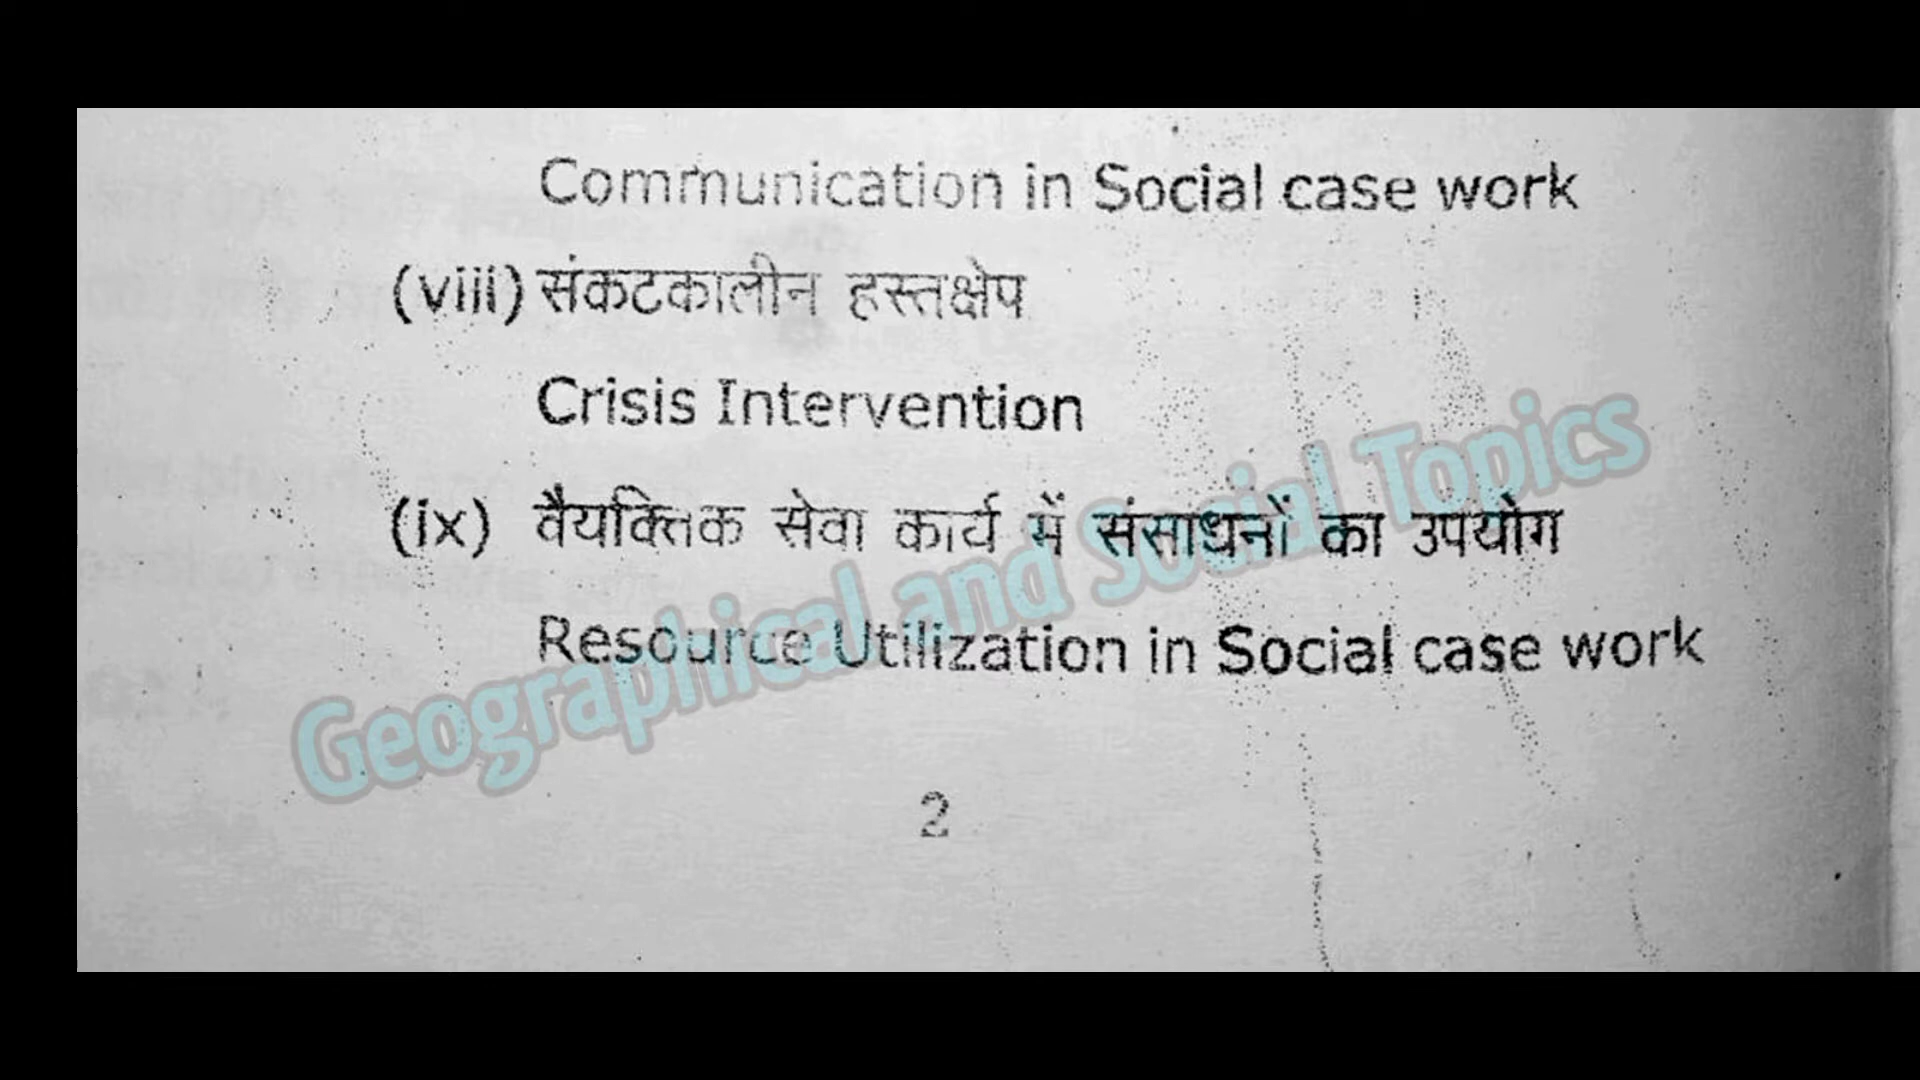 Communication in Social case work
(viii) संकटकालीन हस्तक्षेप
Crisis Intervention
(ix) वैयक्तिक सेवा कार्य में संसाधनों का उपयोग
Resource Utilization in Social case work
Geographical and Social Topics
2